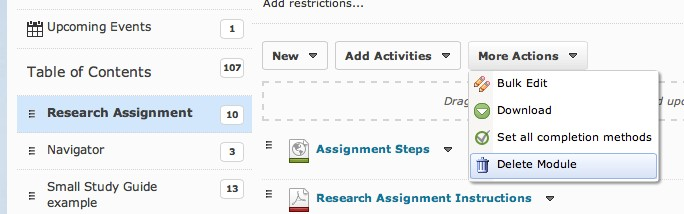 Add restrictions...
Upcoming Events 1
Table of Contents 107
Research Assignment 10
Navigator 3
Small Study Guide
example 13
New
Add Activities
More Actions
Bulk Edit
Download
Set all completion methods
Delete Module
Drag
d upd
Assignment Steps
Research Assignment Instructions